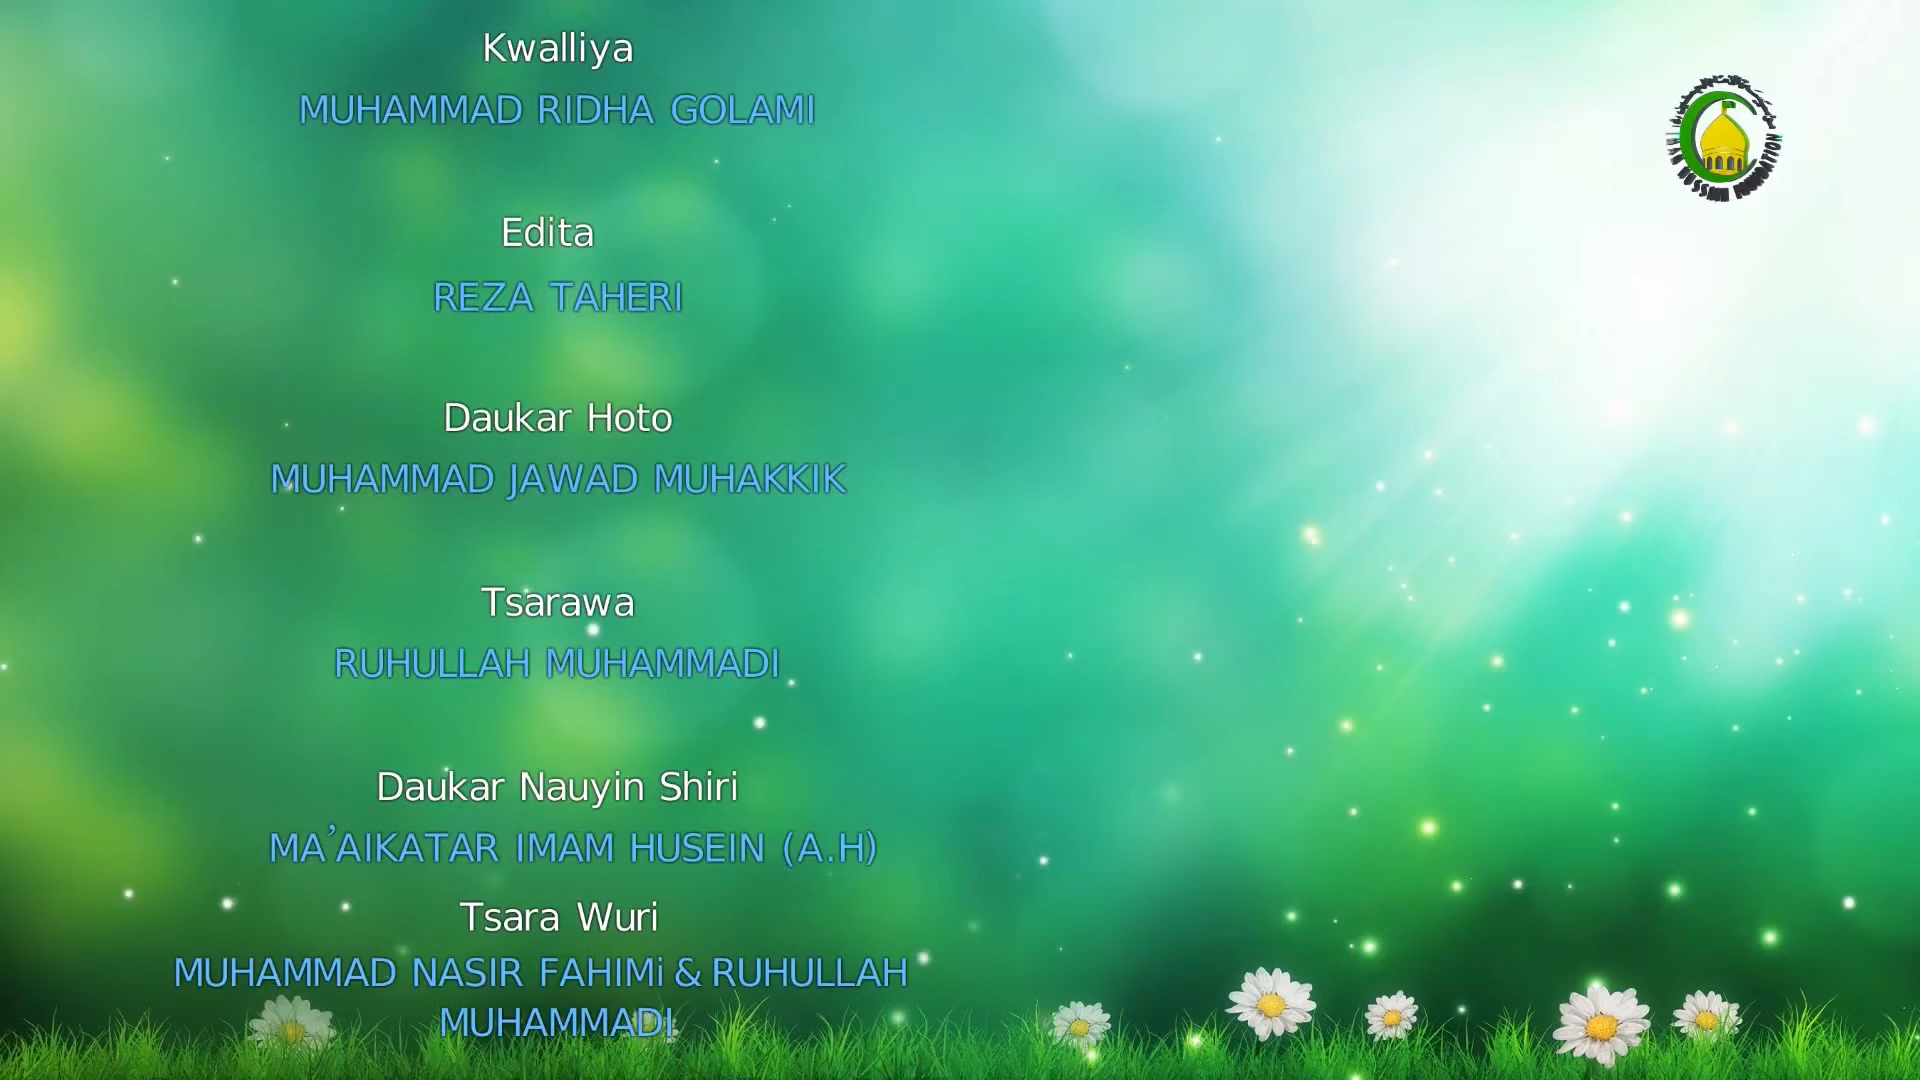 Kwalliya
MUHAMMAD RIDHA GOLAMI
Edita
REZA TAHERI
Daukar Hoto
MUHAMMAD JAWAD MUHAKKIK
Tsarawa
RUHULLAH MUHAMMADI
Daukar Nauyin Shiri
MA’AIKATAR IMAM HUSEIN (A.H)
Tsara Wuri
MUHAMMAD NASIR FAHIMi & RUHULLAH
MUHAMMADI